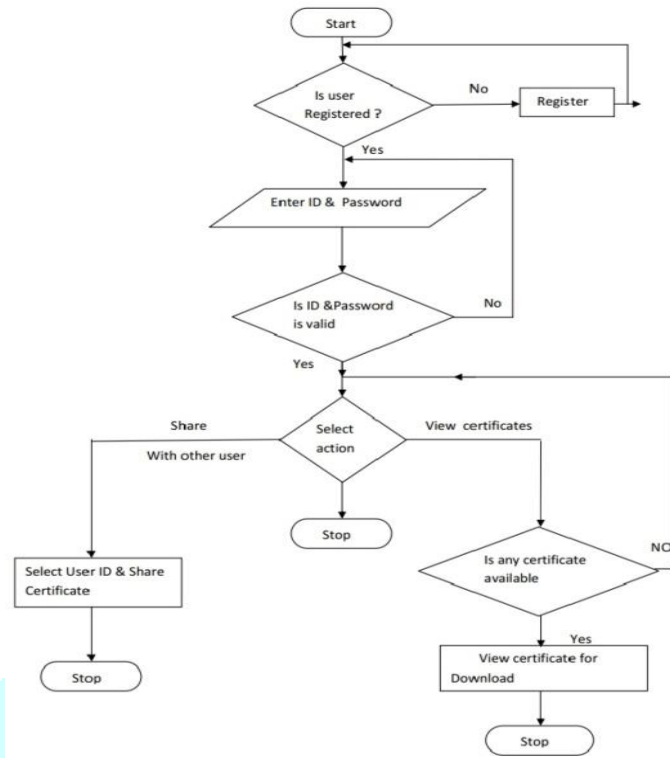 Start
Is user
Registered ?
No
Register
Yes
Enter ID & Password
Is ID &Password
is valid
No
Yes
Select
action
Share
With other user
View certificates
Stop
Select User ID & Share
Certificate
Is any certificate
available
NO
Yes
View certificate for
Download
Stop
Stop